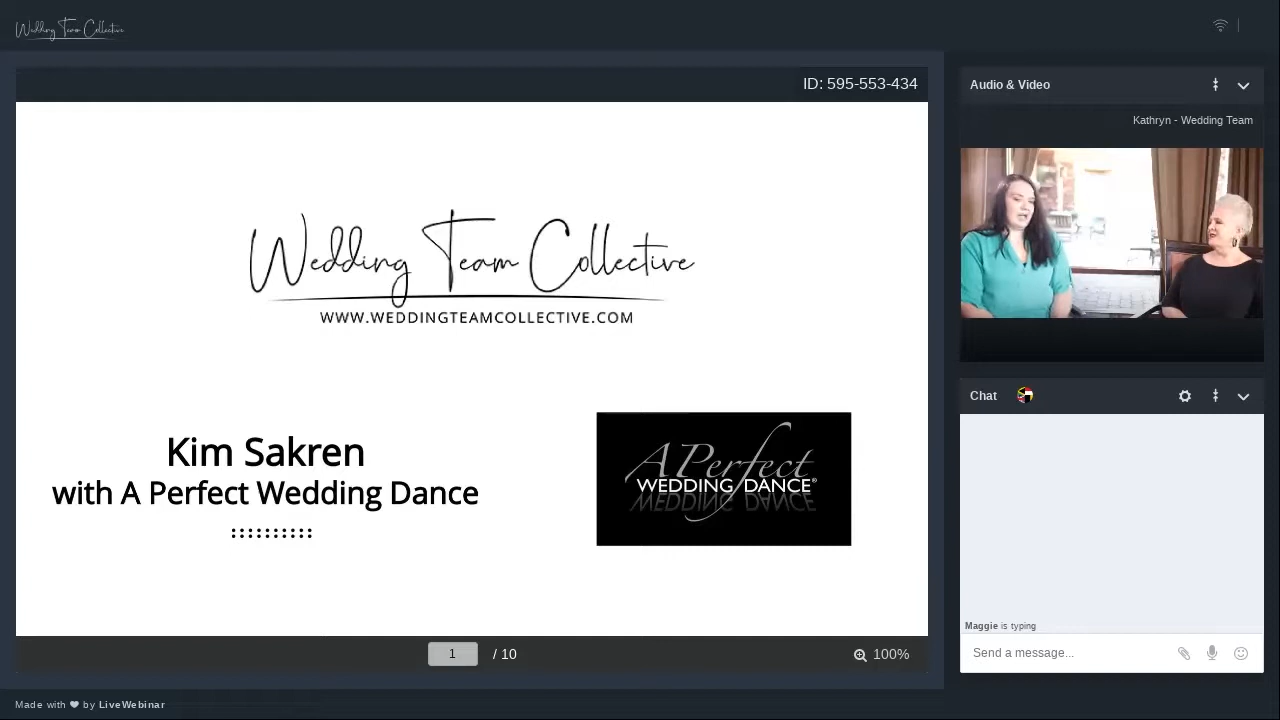 Wedding Team Collective
ID: 595-553-434
Wedding Team Collective
WWW.WEDDINGTEAMCOLLECTIVE.COM
Kim Sakren
with A Perfect Wedding Dance
A Perfect
WEDDING DANCE®
1 / 10
100%
Audio & Video
Kathryn - Wedding Team
Chat
Maggie is typing
Send a message...
Made with ❤ by LiveWebinar